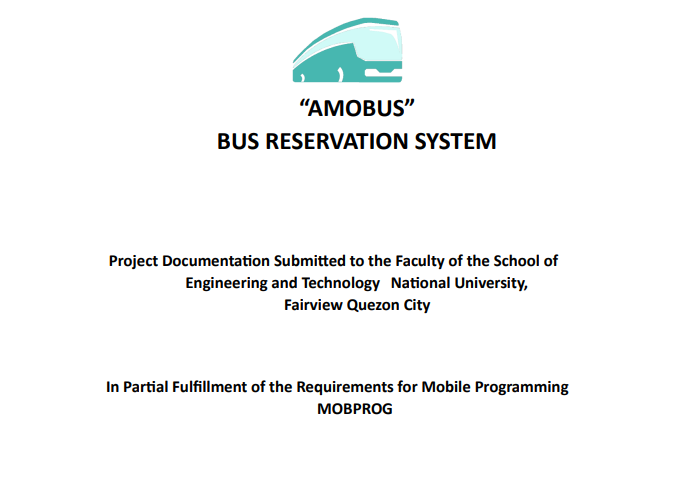 “AMOBUS”
BUS RESERVATION SYSTEM
Project Documentation Submitted to the Faculty of the School of
Engineering and Technology National University,
Fairview Quezon City
In Partial Fulfillment of the Requirements for Mobile Programming
MOBPROG